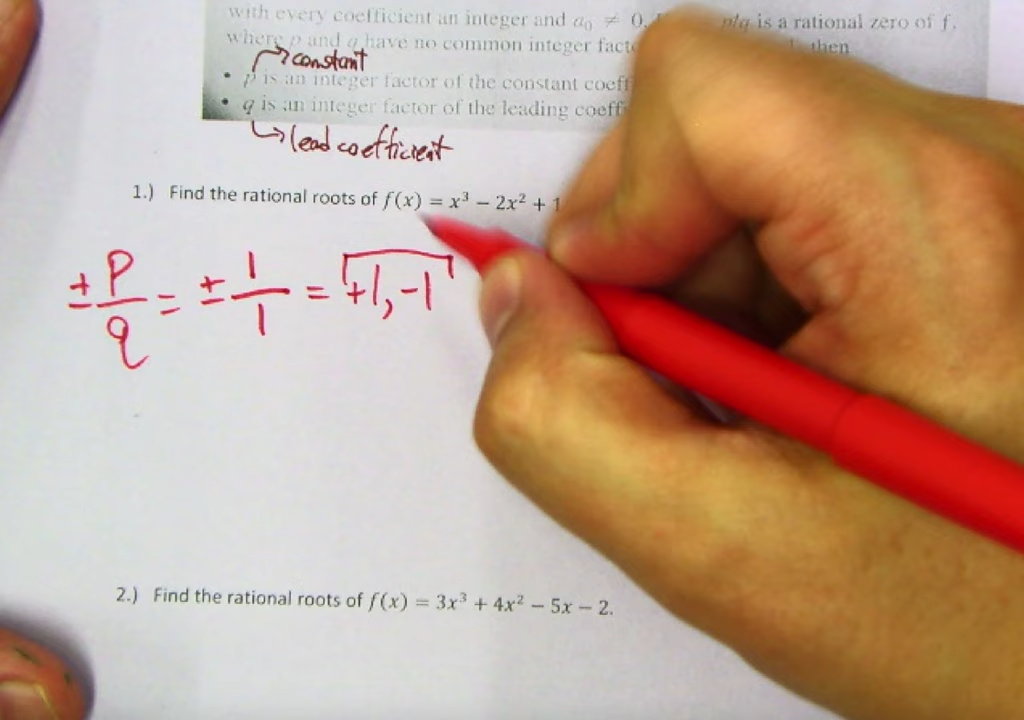 with every coefficient an integer and a₀ ≠ 0, p/q is a rational zero of f,
where p and q have no common integer then
constant
• p is an integer factor of the constant
• q is an integer factor of the leading
lead coefficient
1.) Find the rational roots of f(x) = x³ − 2x² + 1
± p/q = ± 1/1 = +1, -1
2.) Find the rational roots of f(x) = 3x³ + 4x² − 5x − 2.